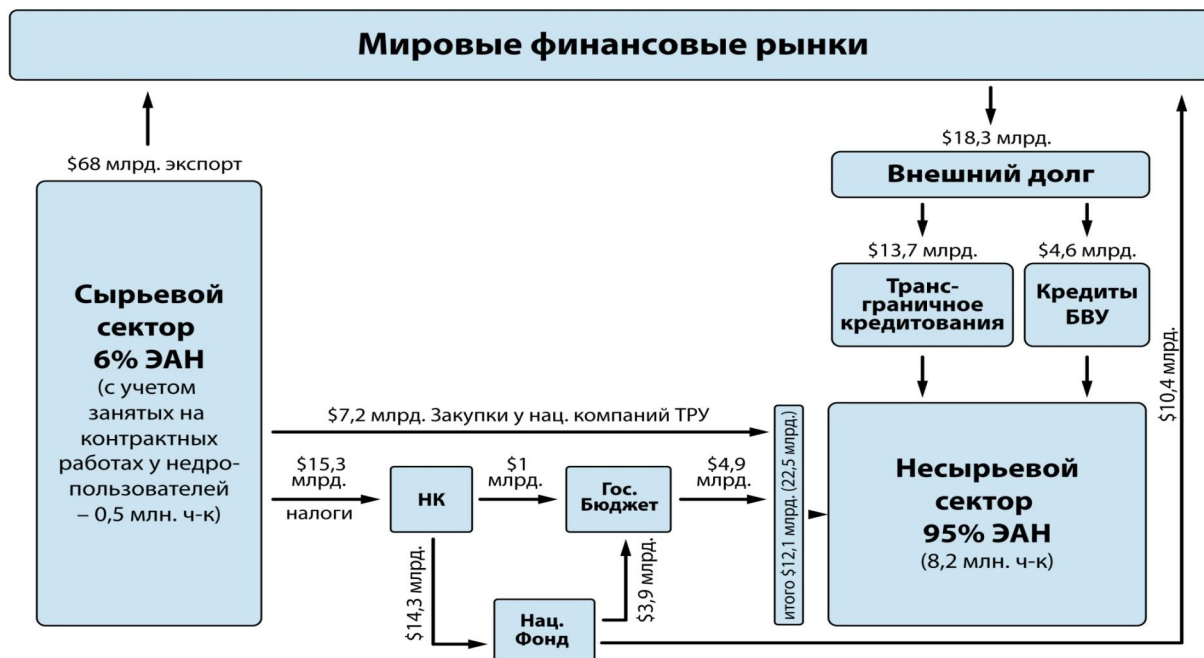 Мировые финансовые рынки
$68 млрд. экспорт
Сырьевой
сектор
6% ЭАН
(с учетом
занятых на
контрактных
работах у недро-
пользователей
– 0,5 млн. ч-к)
$18,3 млрд.
Внешний долг
$13,7 млрд.
$4,6 млрд.
Транс-
граничное
кредитования
Кредиты
БВУ
$10,4 млрд.
$7,2 млрд. Закупки у нац. компаний ТРУ
$15,3
млрд.
налоги
НК
$1
млрд.
Гос.
Бюджет
$4,9
млрд.
итого $12,1 млрд. (22,5 млрд.)
Несырьевой
сектор
95% ЭАН
(8,2 млн. ч-к)
$14,3 млрд.
$3,9 млрд.
Нац.
Фонд